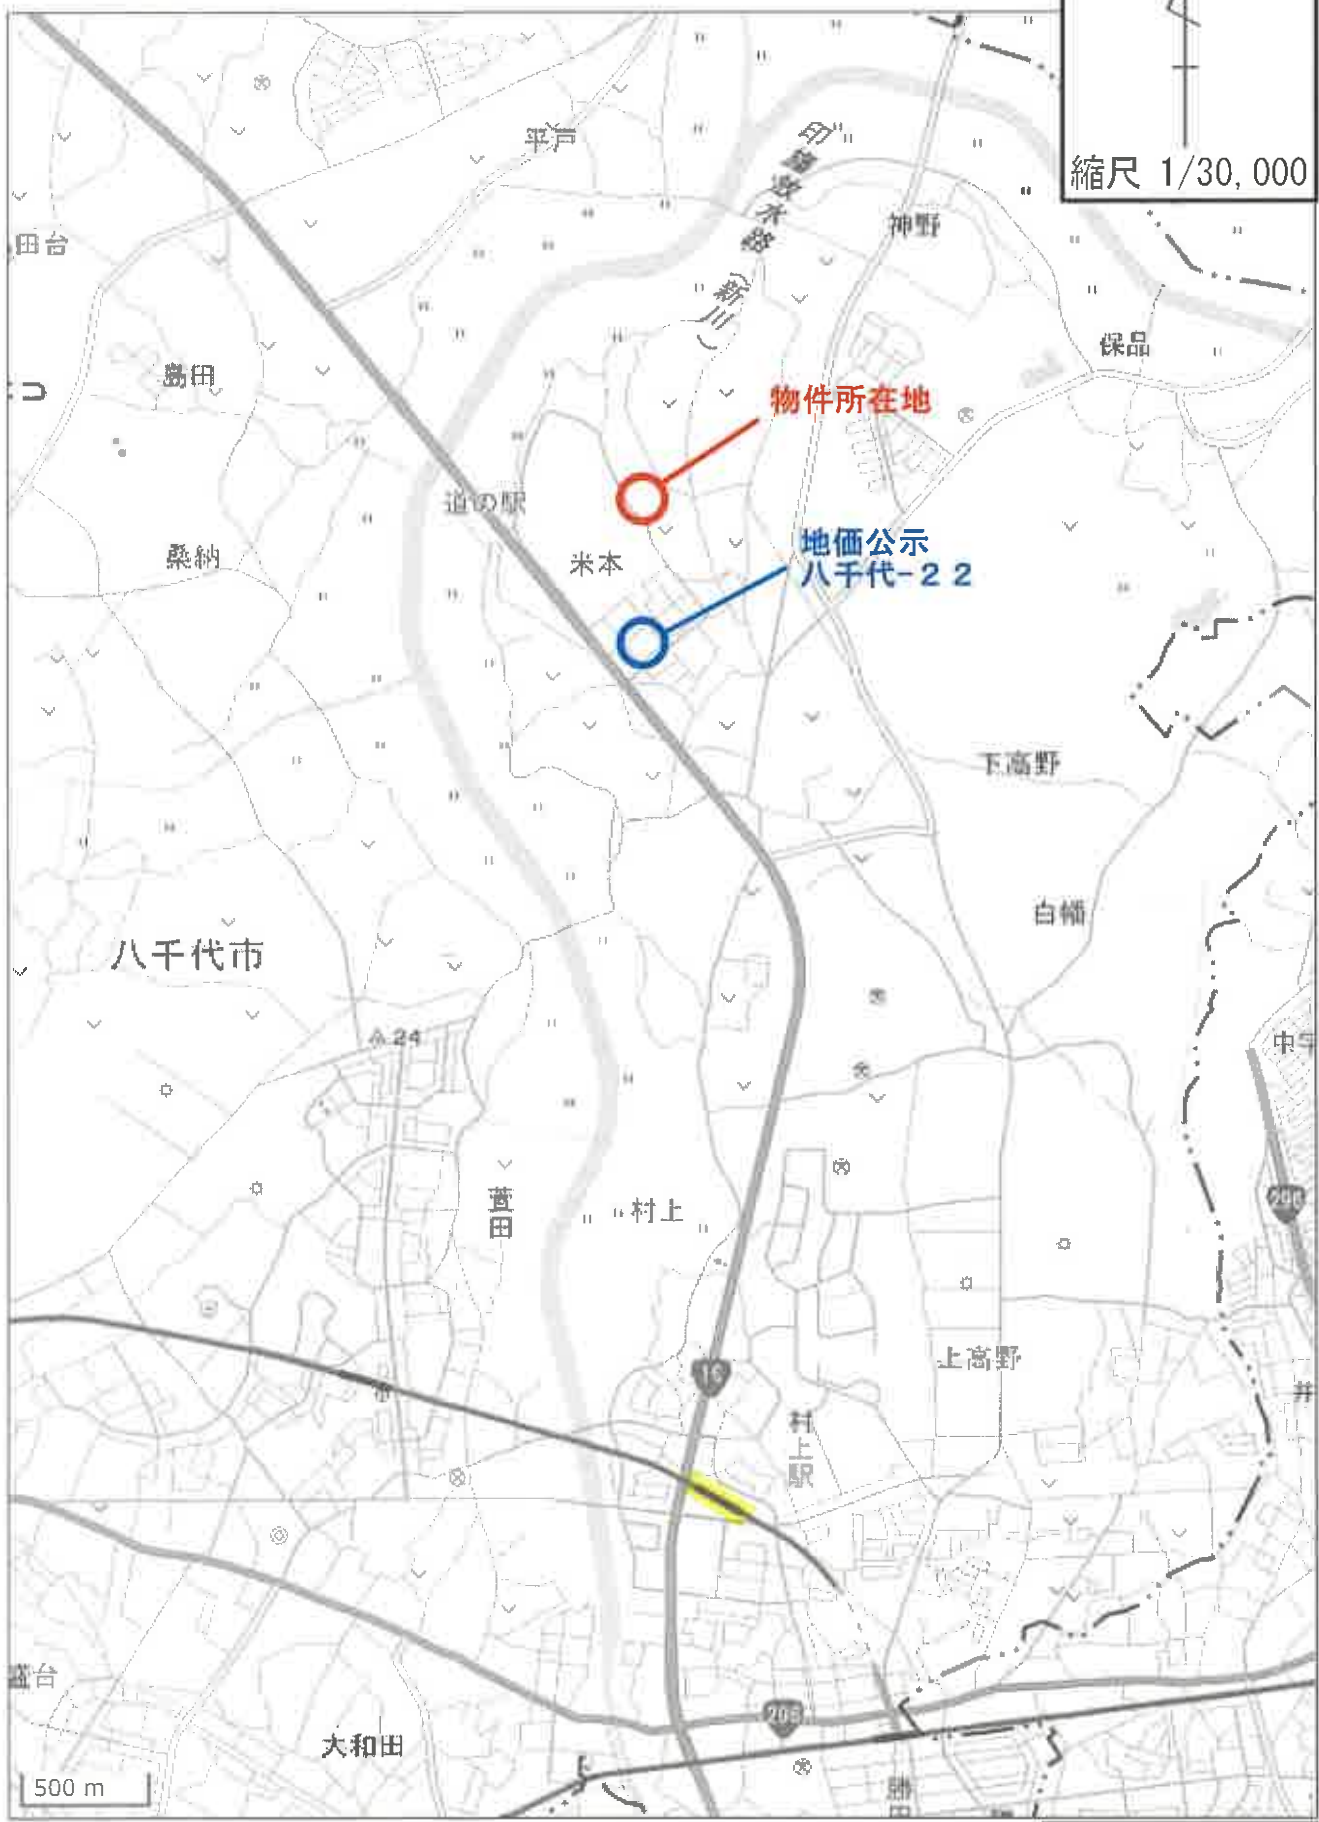 縮尺 1/30,000
平戸
印旛放水路
(新川)
神野
田台
保品
島田
物件所在地
道の駅
地価公示
八千代-22
米本
桑納
下高野
白幡
八千代市
24
萱田
村上
296
16
上高野
井
村上駅
大和田
500 m